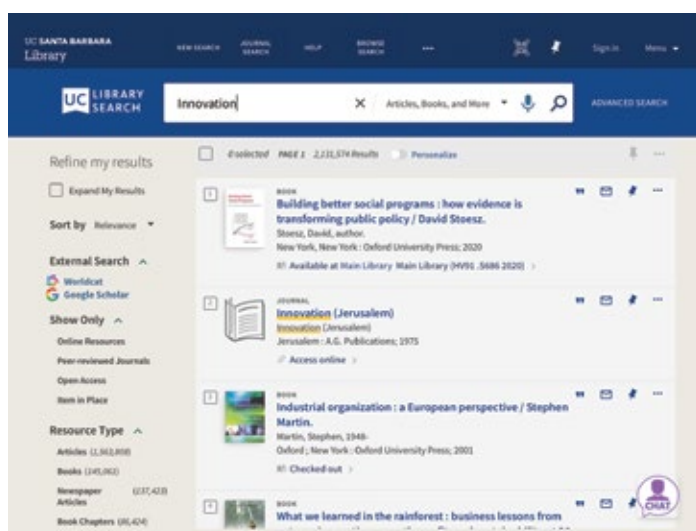 UC SANTA BARBARA
Library
NEW SEARCH
JOURNAL SEARCH
HELP
BROWSE SEARCH
...
Sign in
Menu
UC LIBRARY SEARCH
Innovation
Articles, Books, and More
ADVANCED SEARCH
Refine my results
Expand My Results
Sort by Relevance
External Search
Worldcat
Google Scholar
Show Only
Online Resources
Peer-reviewed Journals
Open Access
Item in Place
Resource Type
Articles
Books
Newspaper Articles
Book Chapters
0 selected PAGE 1 2,131,574 Results Personalize
1
BOOK
Building better social programs : how evidence is
transforming public policy / David Stoesz.
Stoesz, David, author.
New York, New York : Oxford University Press; 2020
Available at Main Library Main Library (HV91 .S686 2020)
2
JOURNAL
Innovation (Jerusalem)
Innovation (Jerusalem)
Jerusalem : A.G. Publications; 1975
Access online
3
BOOK
Industrial organization : a European perspective / Stephen
Martin.
Martin, Stephen, 1948-
Oxford ; New York : Oxford University Press; 2001
Checked out
4
BOOK
What we learned in the rainforest : business lessons from
CHAT